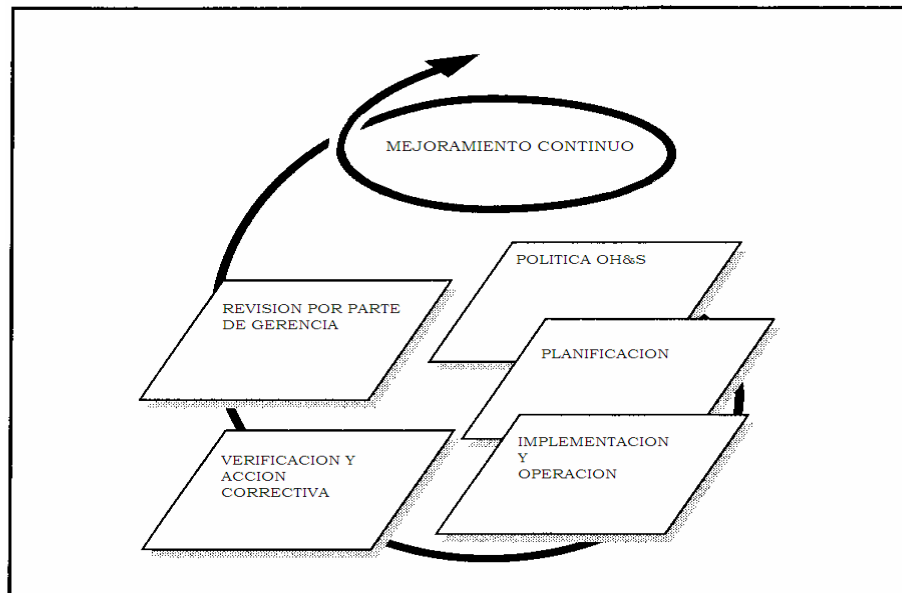 MEJORAMIENTO CONTINUO
POLITICA OH&S
REVISION POR PARTE
DE GERENCIA
PLANIFICACION
IMPLEMENTACION
Y
OPERACION
VERIFICACION Y
ACCION
CORRECTIVA